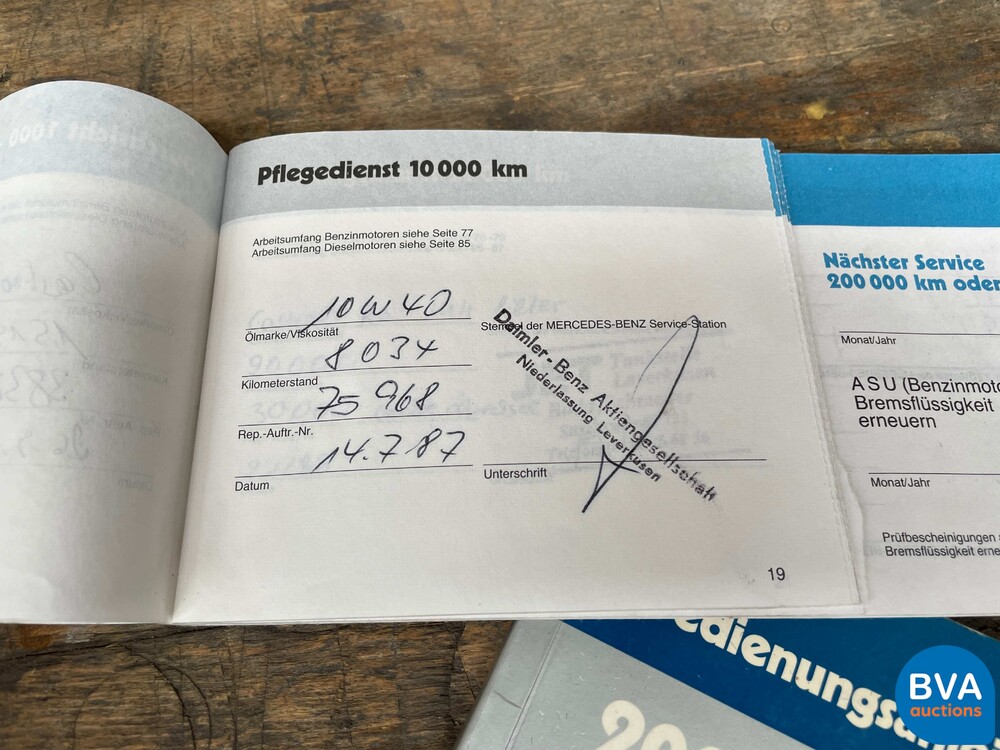 Pflegedienst 10 000 km
Arbeitsumfang Benzinmotoren siehe Seite 77
Arbeitsumfang Dieselmotoren siehe Seite 85
10W40
Ölmarke/Viskosität
8034
Kilometerstand
75968
Rep.-Auftr.-Nr.
14.7.87
Datum
Stempel der MERCEDES-BENZ Service-Station
Daimler-Benz Aktiengesellschaft
Niederlassung Leverkusen
Unterschrift
19
Nächster Service
200 000 km oder
Monat/Jahr
ASU (Benzinmoto
Bremsflüssigkeit
erneuern
Monat/Jahr
Prüfbescheinigungen
Bremsflüssigkeit erne
edienungsa
200
BVA
auctions